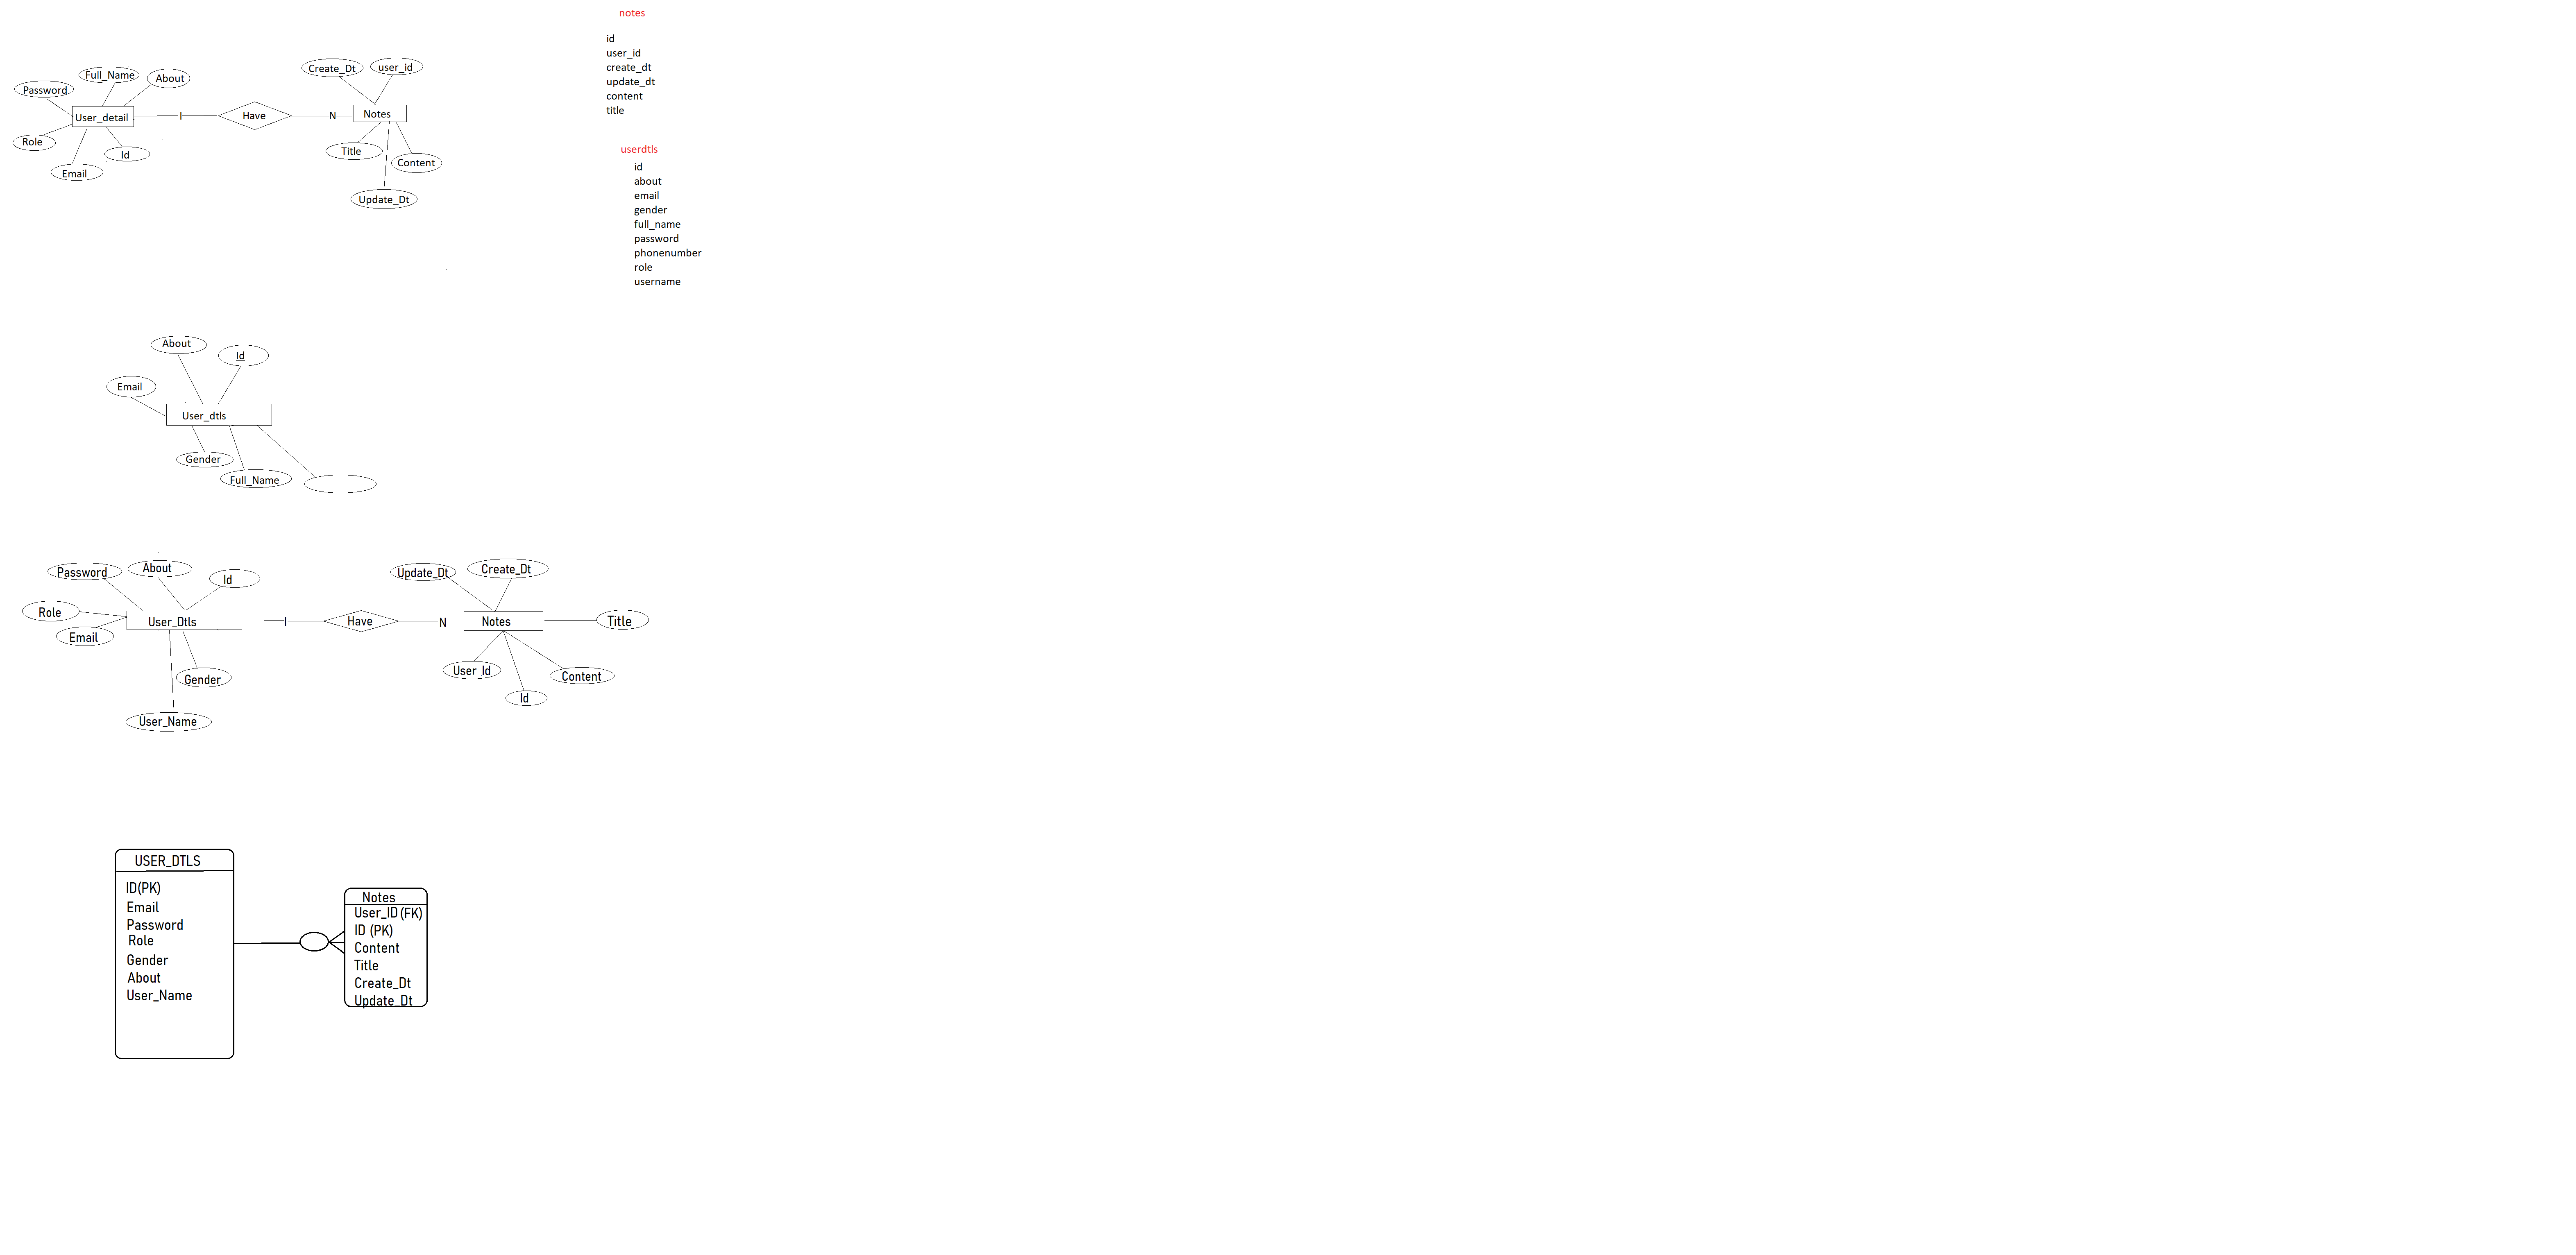 notes
id
user_id
create_dt
update_dt
content
title
userdtls
id
about
email
gender
full_name
password
phonenumber
role
username
Full_Name
About
Password
User_detail
Role
Id
Email
I
Have
N
Create_Dt
user_id
Notes
Title
Content
Update_Dt
About
Id
Email
User_dtls
Gender
Full_Name
Password
About
Id
Role
User_Dtls
Email
Gender
User_Name
I
Have
N
Update_Dt
Create_Dt
Notes
Title
User Id
Content
Id
USER_DTLS
ID(PK)
Email
Password
Role
Gender
About
User_Name
Notes
User_ID (FK)
ID (PK)
Content
Title
Create_Dt
Update_Dt